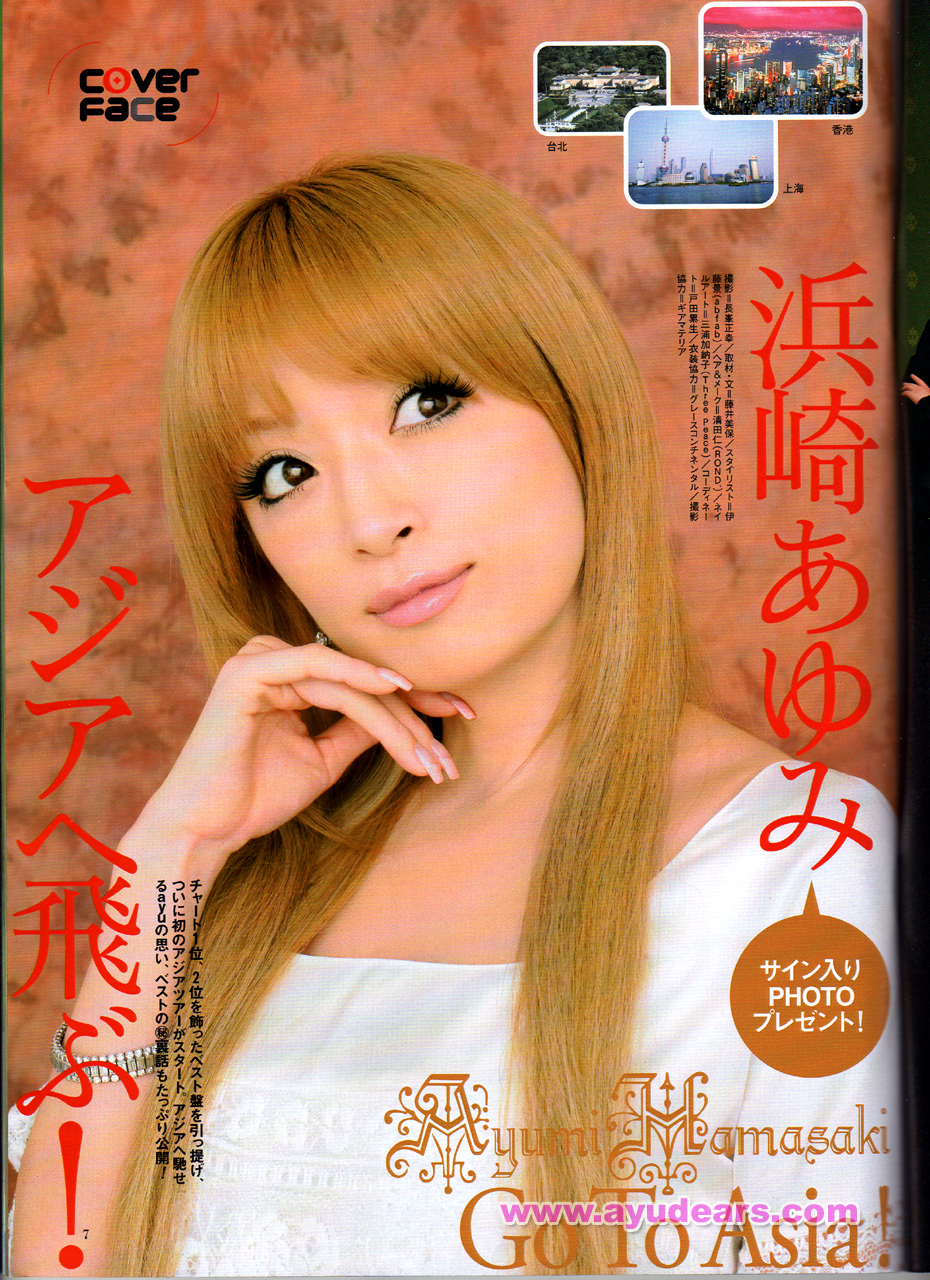 cover
face
台北
香港
上海
浜崎あゆみ
アジアへ飛ぶ!
撮影=長峯正幸/取材・文=藤井美保/スタイリスト=伊
藤景(abfab)/ヘア&メーク=清田仁(ROND)/ネイ
ルアート=三浦加納子(Three Peace)/コーディネー
ト=戸田累生/衣装協力=グレースコンチネンタル/撮影
協力=ギアマテリア
チャート1位、2位を飾ったベスト盤を引っ提げ、
ついに初のアジアツアーがスタート。アジアへ馳せ
るayuの思い、ベストの㊙裏話もたっぷり公開!
サイン入り
PHOTO
プレゼント!
Ayumi Hamasaki
Go To Asia!
www.ayudears.com
7